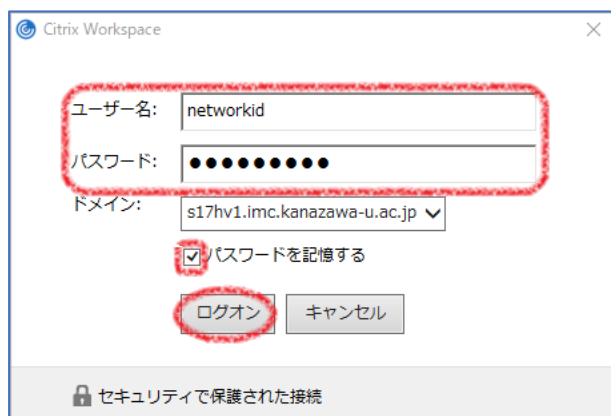 Citrix Workspace
ユーザー名: networkid
パスワード: ●●●●●●●●●
ドメイン: s17hv1.imc.kanazawa-u.ac.jp
パスワードを記憶する
ログオン キャンセル
セキュリティで保護された接続